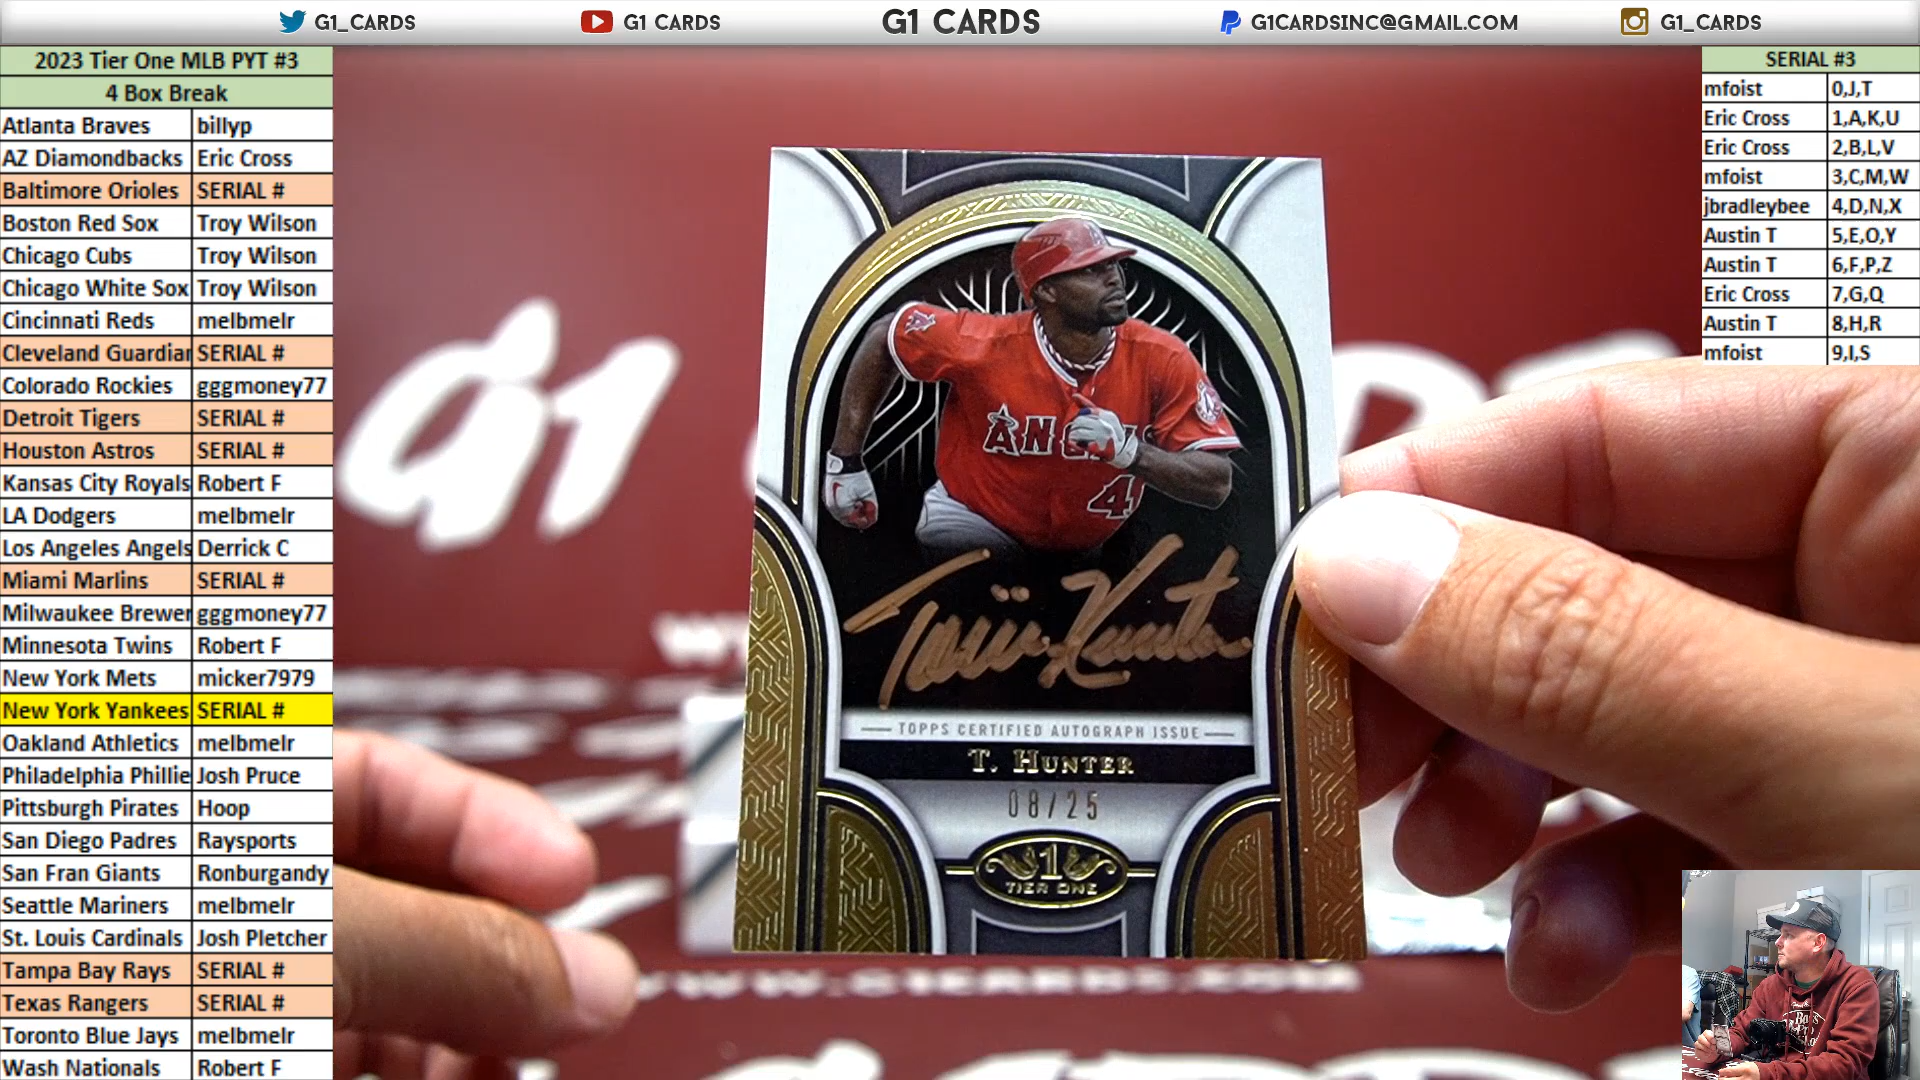 G1_CARDS
G1 CARDS
G1 CARDS
G1CARDSINC@GMAIL.COM
G1_CARDS
2023 Tier One MLB PYT #3
4 Box Break
Atlanta Braves billyp
AZ Diamondbacks Eric Cross
Baltimore Orioles SERIAL #
Boston Red Sox Troy Wilson
Chicago Cubs Troy Wilson
Chicago White Sox Troy Wilson
Cincinnati Reds melbmelr
Cleveland Guardian SERIAL #
Colorado Rockies gggmoney77
Detroit Tigers SERIAL #
Houston Astros SERIAL #
Kansas City Royals Robert F
LA Dodgers melbmelr
Los Angeles Angels Derrick C
Miami Marlins SERIAL #
Milwaukee Brewer gggmoney77
Minnesota Twins Robert F
New York Mets micker7979
New York Yankees SERIAL #
Oakland Athletics melbmelr
Philadelphia Phillie Josh Pruce
Pittsburgh Pirates Hoop
San Diego Padres Raysports
San Fran Giants Ronburgandy
Seattle Mariners melbmelr
St. Louis Cardinals Josh Pletcher
Tampa Bay Rays SERIAL #
Texas Rangers SERIAL #
Toronto Blue Jays melbmelr
Wash Nationals Robert F
SERIAL #3
mfoist 0,J,T
Eric Cross 1,A,K,U
Eric Cross 2,B,L,V
mfoist 3,C,M,W
jbradleybee 4,D,N,X
Austin T 5,E,O,Y
Austin T 6,F,P,Z
Eric Cross 7,G,Q
Austin T 8,H,R
mfoist 9,I,S
G1
Torii Hunter
TOPPS CERTIFIED AUTOGRAPH ISSUE
T. HUNTER
08/25
1
TIER ONE